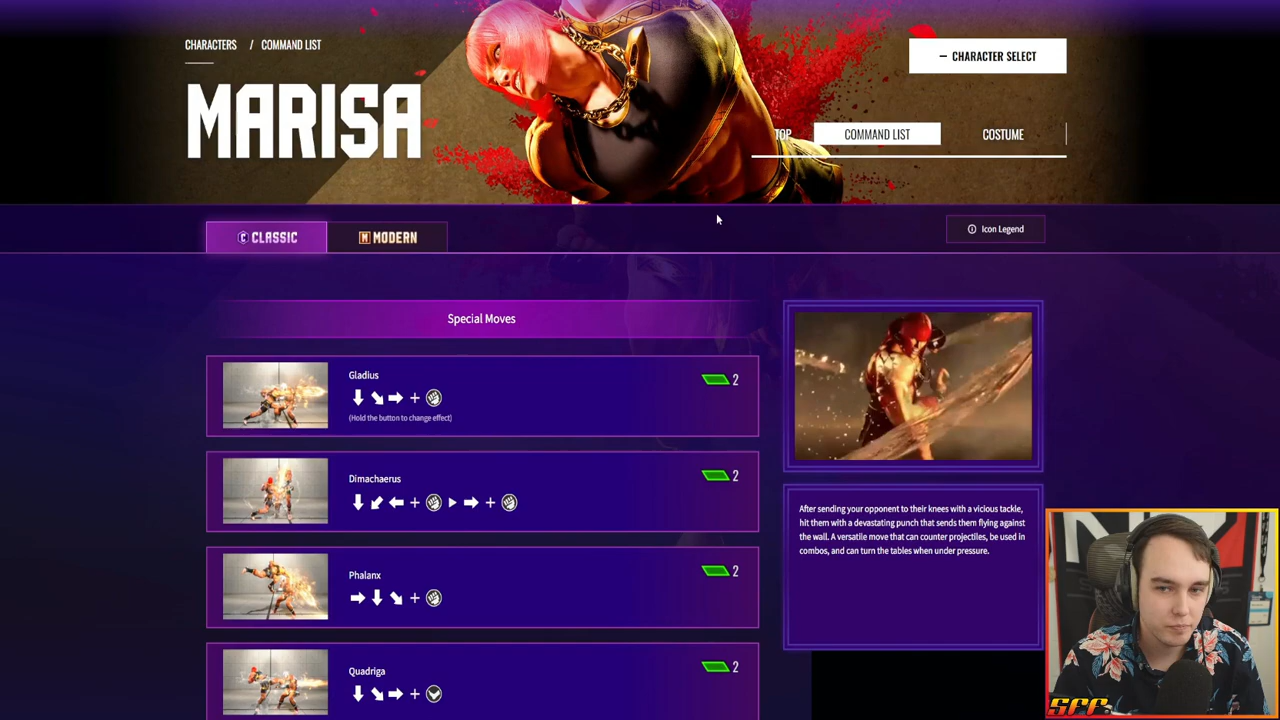 CHARACTERS / COMMAND LIST
— CHARACTER SELECT
MARISA
TOP
COMMAND LIST
COSTUME
C CLASSIC
M MODERN
Icon Legend
Special Moves
Gladius
2
+
(Hold the button to change effect)
Dimachaerus
2
+ +
Phalanx
2
+
Quadriga
2
+
After sending your opponent to their knees with a vicious tackle,
hit them with a devastating punch that sends them flying against
the wall. A versatile move that can counter projectiles, be used in
combos, and can turn the tables when under pressure.
SFF